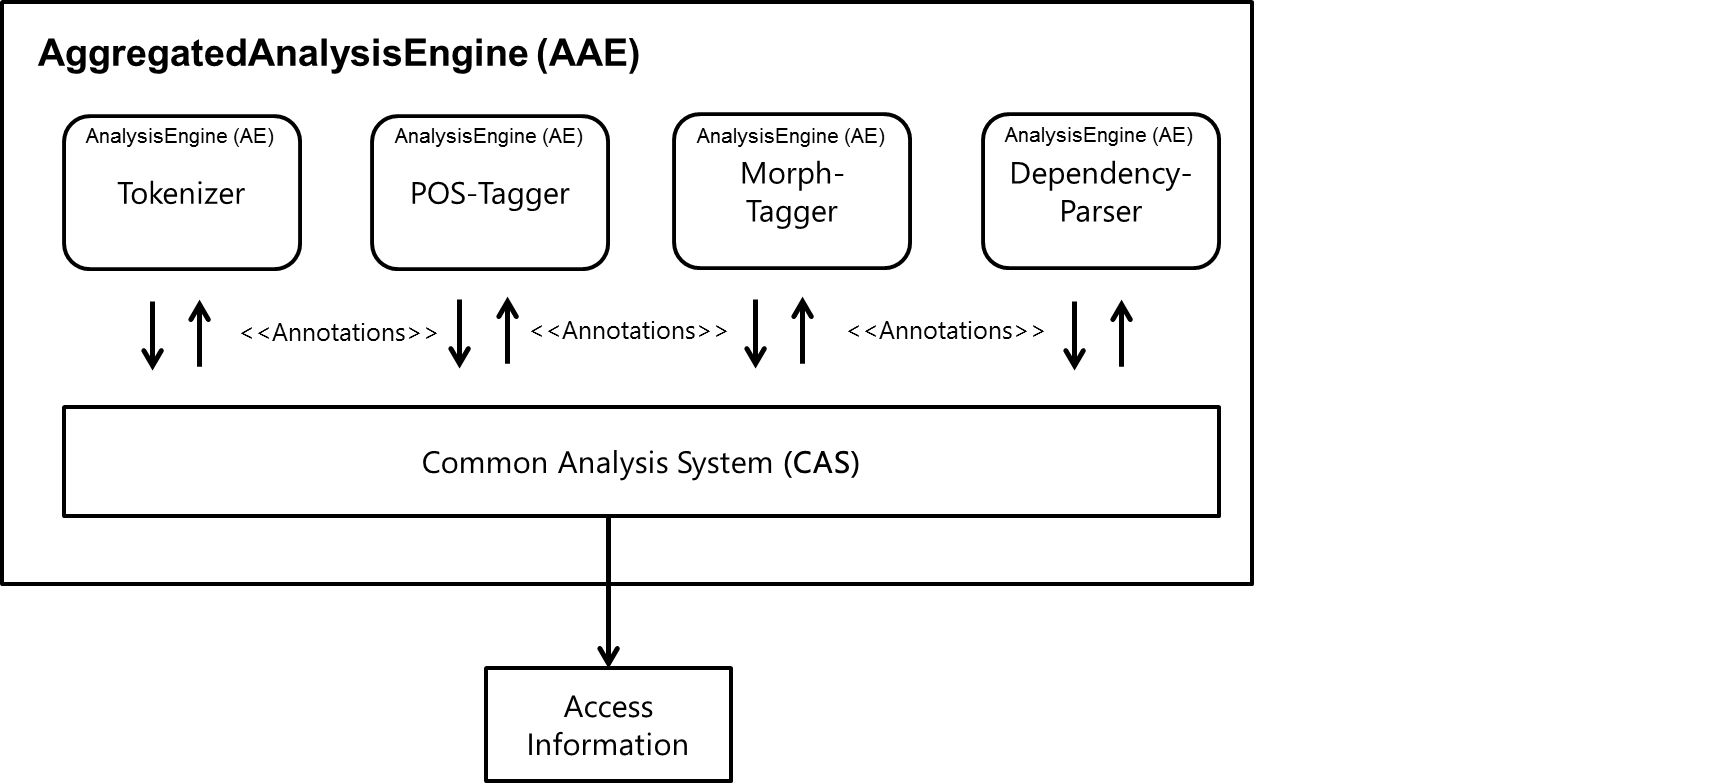 AggregatedAnalysisEngine (AAE)
AnalysisEngine (AE)
Tokenizer
AnalysisEngine (AE)
POS-Tagger
AnalysisEngine (AE)
Morph-
Tagger
AnalysisEngine (AE)
Dependency-
Parser
<<Annotations>>
<<Annotations>>
<<Annotations>>
Common Analysis System (CAS)
Access
Information